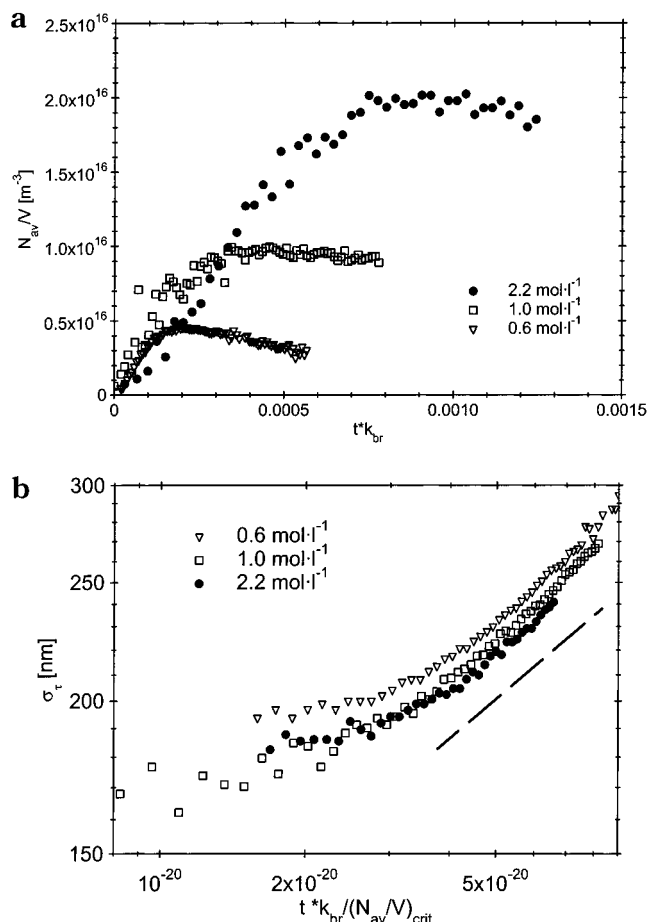 a
2.5x10^16
2.0x10^16
1.5x10^16
1.0x10^16
0.5x10^16
0
N_av/V [m^-3]
2.2 mol·l^-1
1.0 mol·l^-1
0.6 mol·l^-1
0 0.0005 0.0010 0.0015
t*k_br
b
300
250
200
150
σ_τ [nm]
0.6 mol·l^-1
1.0 mol·l^-1
2.2 mol·l^-1
10^-20 2x10^-20 5x10^-20
t *k_br/(N_av/V)_crit